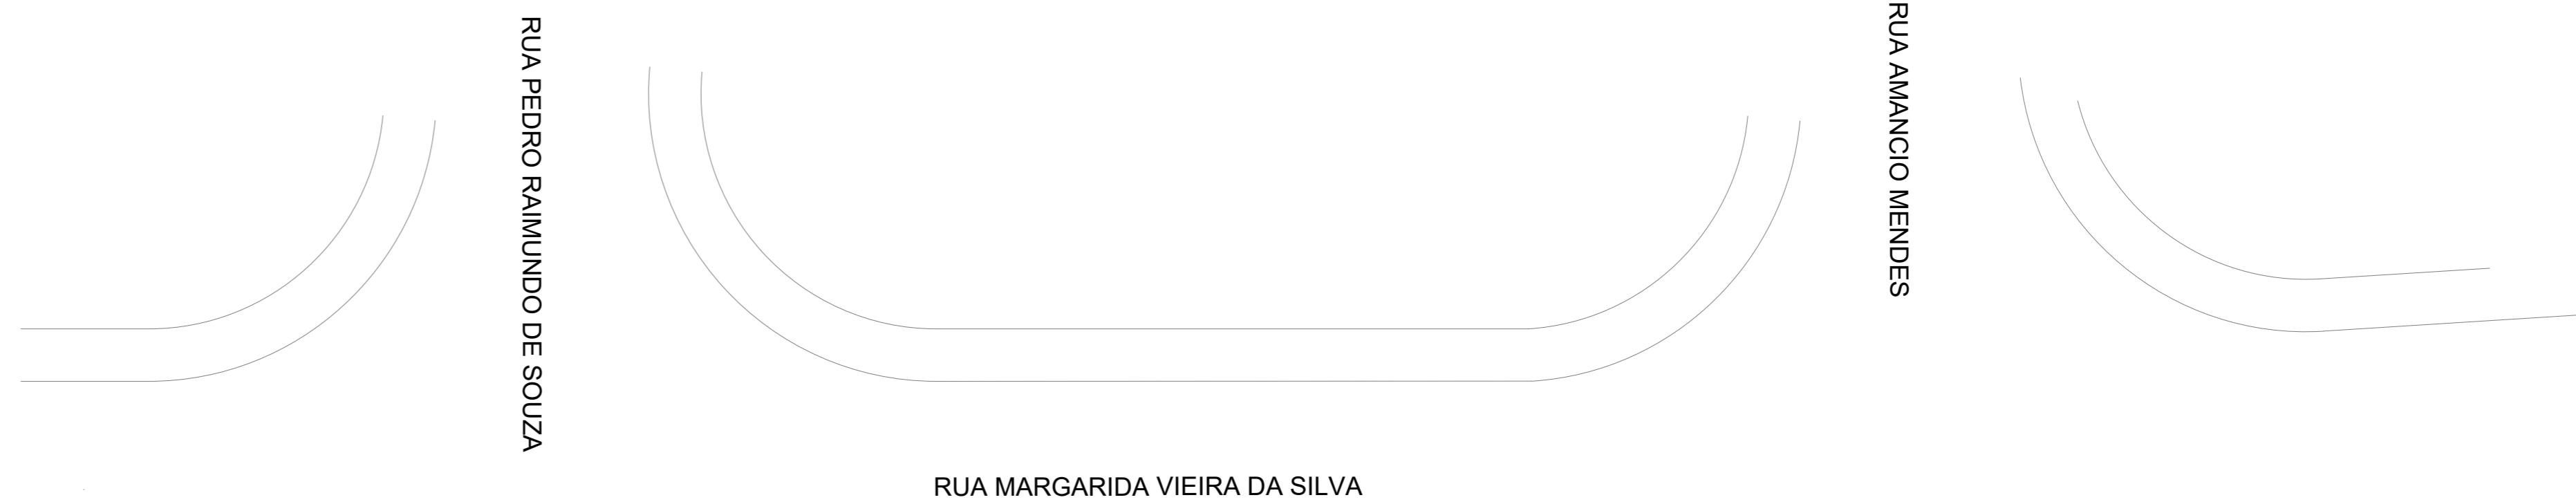 RUA PEDRO RAIMUNDO DE SOUZA
RUA AMANCIO MENDES
RUA MARGARIDA VIEIRA DA SILVA